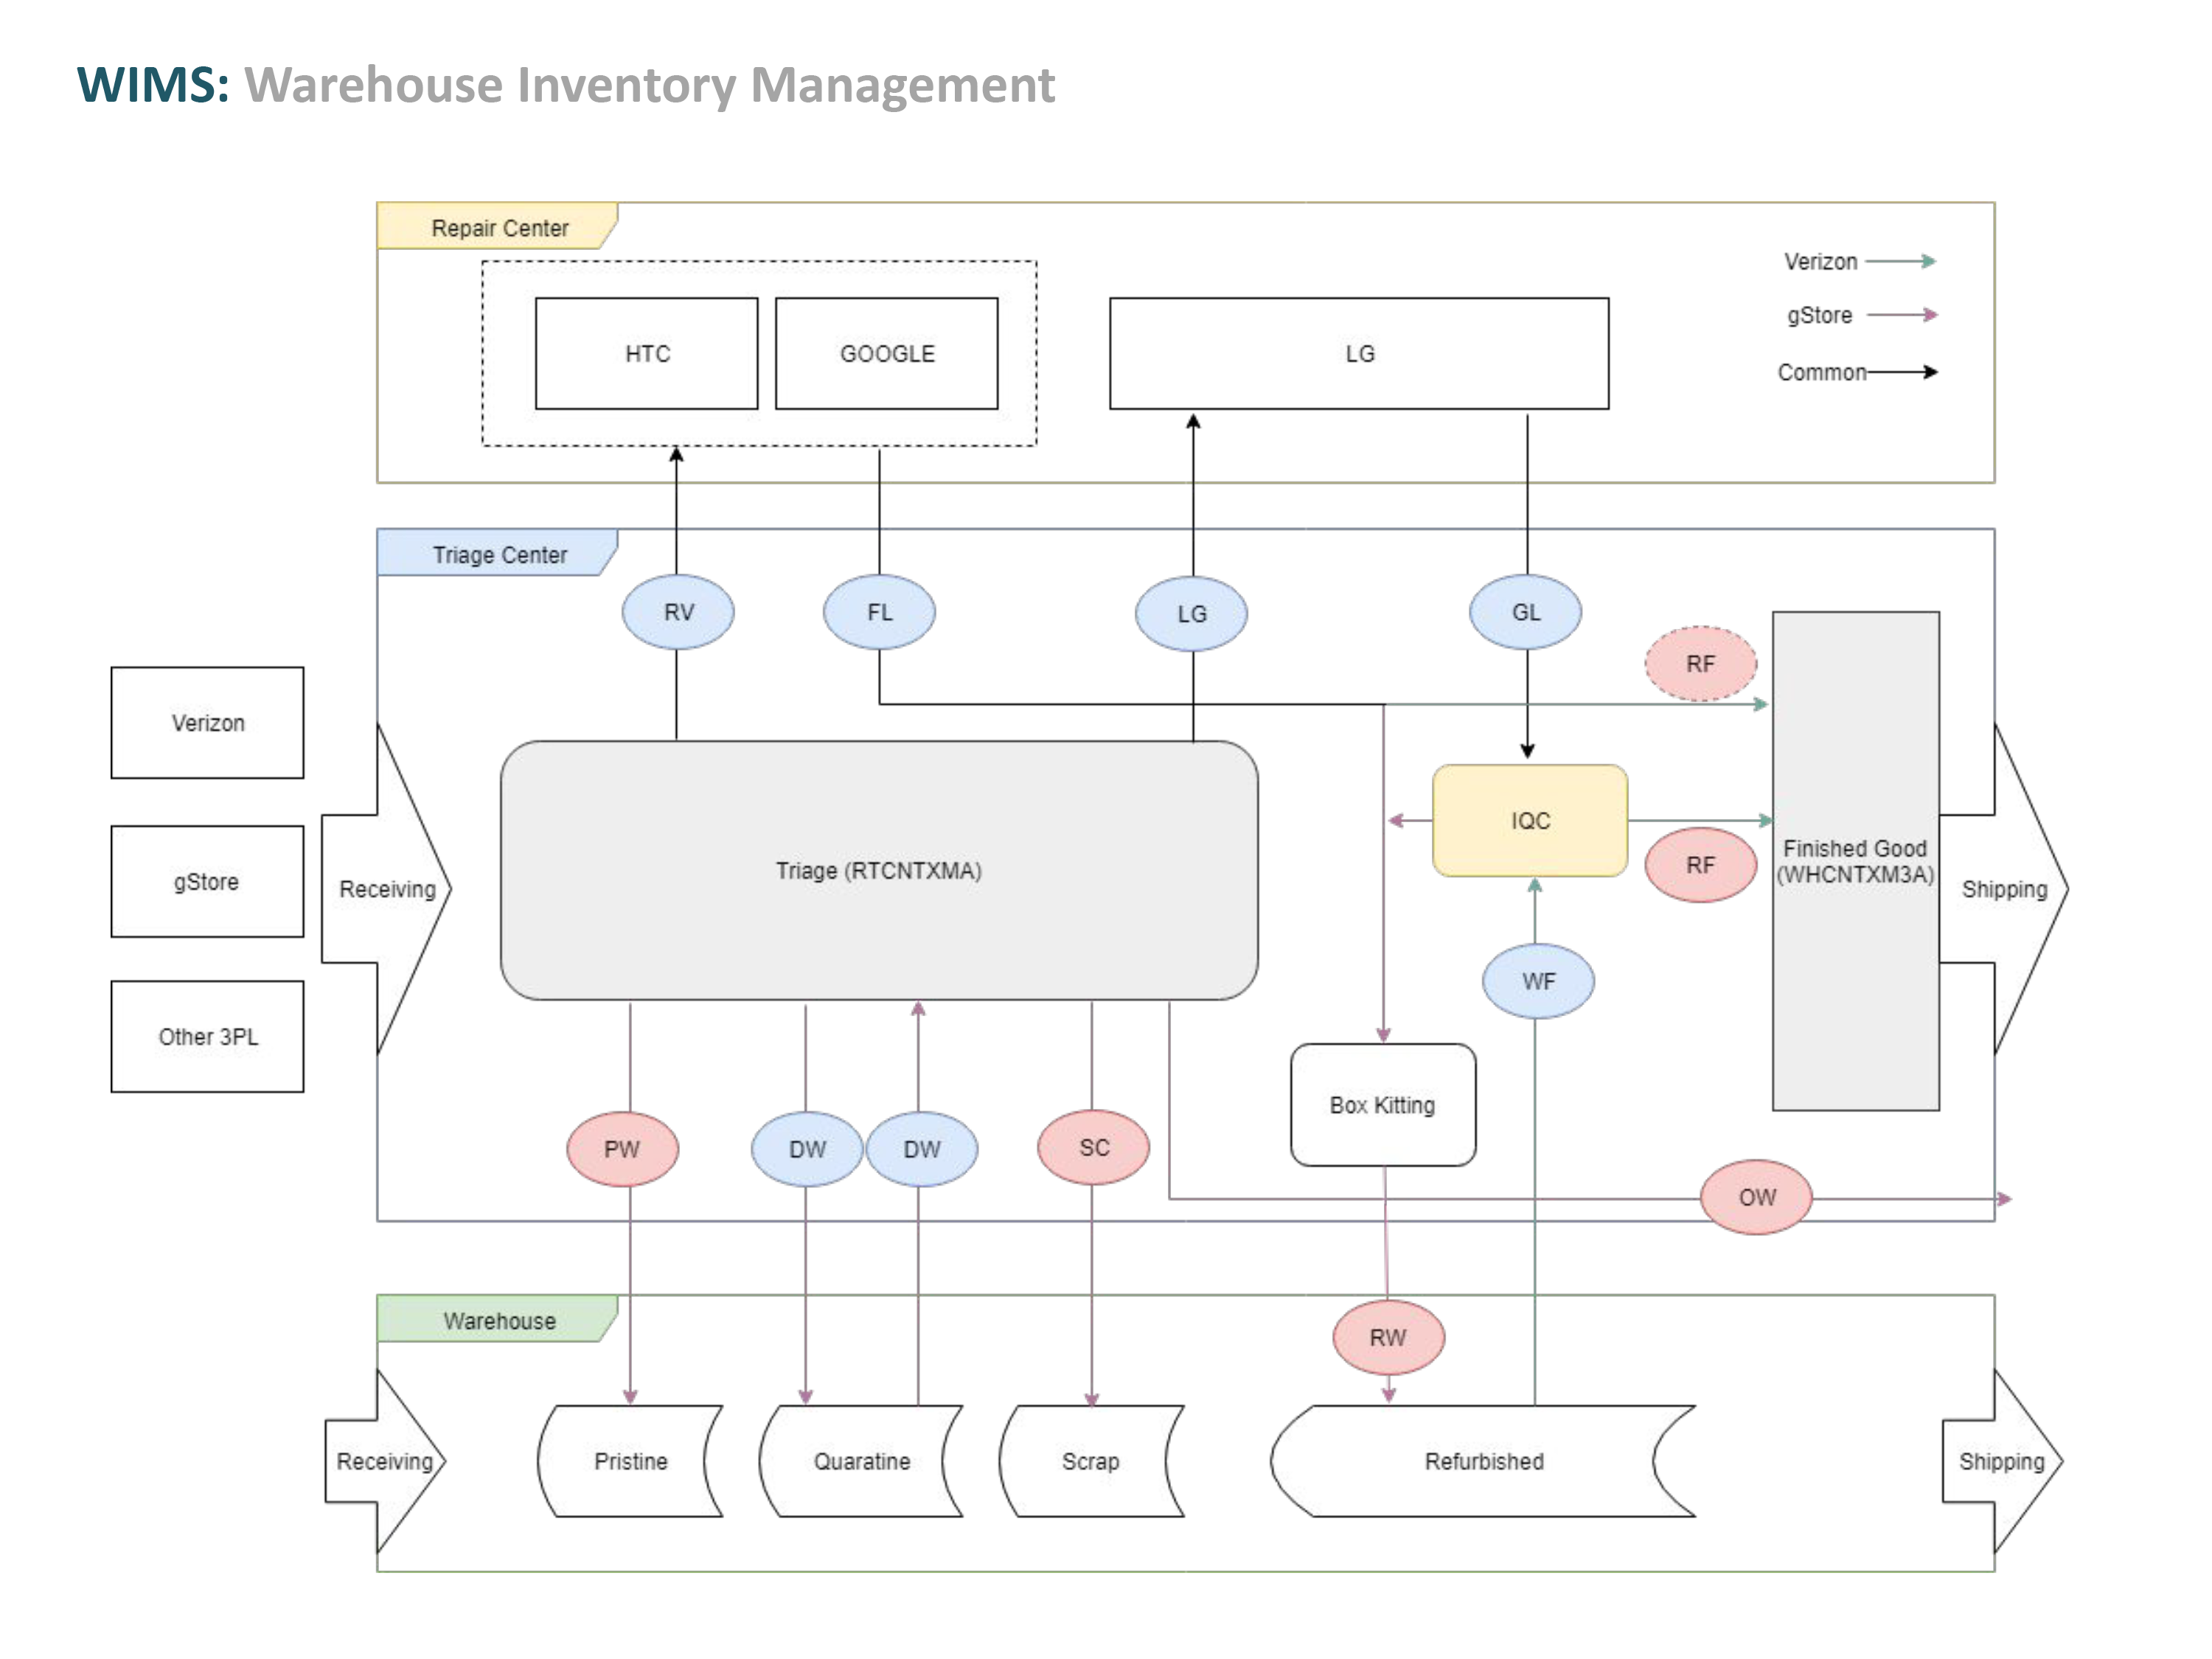 WIMS: Warehouse Inventory Management
Repair Center
Verizon
gStore
Common
HTC
GOOGLE
LG
Triage Center
RV
FL
LG
GL
RF
Verizon
gStore
Other 3PL
Receiving
Triage (RTCNTXMA)
IQC
RF
Finished Good
(WHCNTXM3A)
Shipping
WF
Box Kitting
PW
DW
DW
SC
OW
Warehouse
RW
Receiving
Pristine
Quaratine
Scrap
Refurbished
Shipping